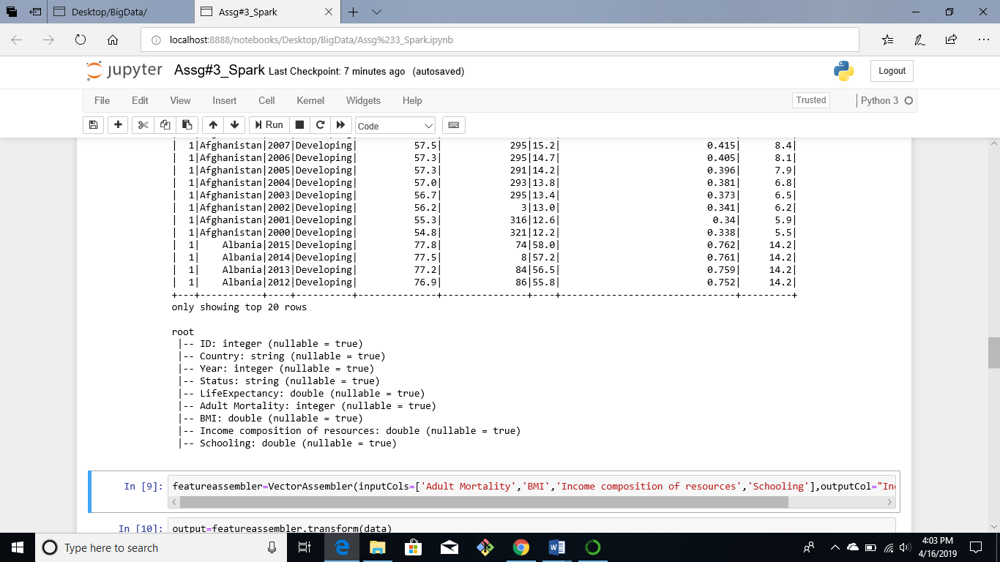 Desktop/BigData/
Assg#3_Spark
localhost:8888/notebooks/Desktop/BigData/Assg%233_Spark.ipynb
jupyter Assg#3_Spark Last Checkpoint: 7 minutes ago (autosaved)
Logout
File Edit View Insert Cell Kernel Widgets Help
Trusted Python 3
Run Code
| 1|Afghanistan|2007|Developing| 57.5| 295|15.2| 0.415| 8.4|
| 1|Afghanistan|2006|Developing| 57.3| 295|14.7| 0.405| 8.1|
| 1|Afghanistan|2005|Developing| 57.3| 291|14.2| 0.396| 7.9|
| 1|Afghanistan|2004|Developing| 57.0| 293|13.8| 0.381| 6.8|
| 1|Afghanistan|2003|Developing| 56.7| 295|13.4| 0.373| 6.5|
| 1|Afghanistan|2002|Developing| 56.2| 3|13.0| 0.341| 6.2|
| 1|Afghanistan|2001|Developing| 55.3| 316|12.6| 0.34| 5.9|
| 1|Afghanistan|2000|Developing| 54.8| 321|12.2| 0.338| 5.5|
| 1| Albania|2015|Developing| 77.8| 74|58.0| 0.762| 14.2|
| 1| Albania|2014|Developing| 77.5| 8|57.2| 0.761| 14.2|
| 1| Albania|2013|Developing| 77.2| 84|56.5| 0.759| 14.2|
| 1| Albania|2012|Developing| 76.9| 86|55.8| 0.752| 14.2|
+---+-----------+----+----------+--------------+---------------+----+-------------------------------+---------+
only showing top 20 rows
root
|-- ID: integer (nullable = true)
|-- Country: string (nullable = true)
|-- Year: integer (nullable = true)
|-- Status: string (nullable = true)
|-- LifeExpectancy: double (nullable = true)
|-- Adult Mortality: integer (nullable = true)
|-- BMI: double (nullable = true)
|-- Income composition of resources: double (nullable = true)
|-- Schooling: double (nullable = true)
In [9]: featureassembler=VectorAssembler(inputCols=['Adult Mortality','BMI','Income composition of resources','Schooling'],outputCol="In
In [10]: output=featureassembler.transform(data)
Type here to search
4:03 PM
4/16/2019